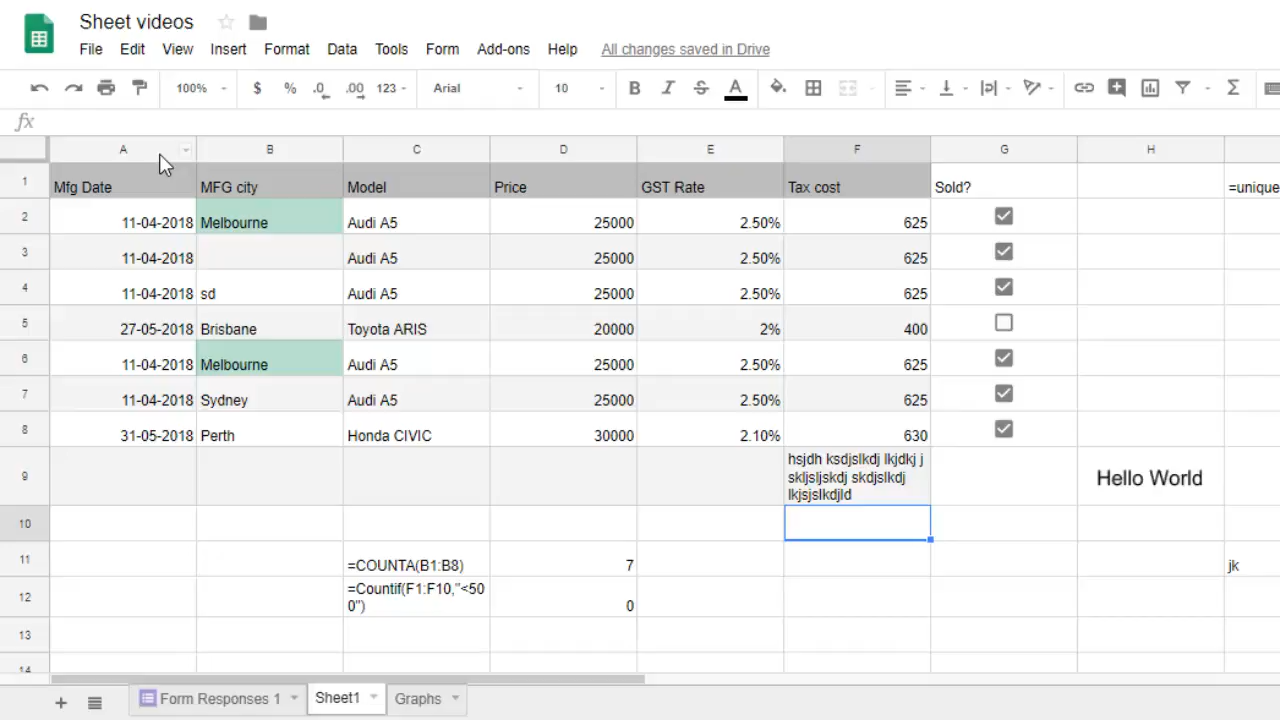 Sheet videos
File Edit View Insert Format Data Tools Form Add-ons Help All changes saved in Drive
100% $ % .0 .00 123 Arial 10 B I S A Σ
fx
A B C D E F G H
1 Mfg Date MFG city Model Price GST Rate Tax cost Sold? =unique
2 11-04-2018 Melbourne Audi A5 25000 2.50% 625
3 11-04-2018 Audi A5 25000 2.50% 625
4 11-04-2018 sd Audi A5 25000 2.50% 625
5 27-05-2018 Brisbane Toyota ARIS 20000 2% 400
6 11-04-2018 Melbourne Audi A5 25000 2.50% 625
7 11-04-2018 Sydney Audi A5 25000 2.50% 625
8 31-05-2018 Perth Honda CIVIC 30000 2.10% 630
hsjdh ksdjslkdj lkjdkj j
9 skljsljskdj skdjslkdj Hello World
lkjsjslkdjld
10
11 =COUNTA(B1:B8) 7 jk
=Countif(F1:F10,"<50
12 0") 0
13
14
Form Responses 1 Sheet1 Graphs